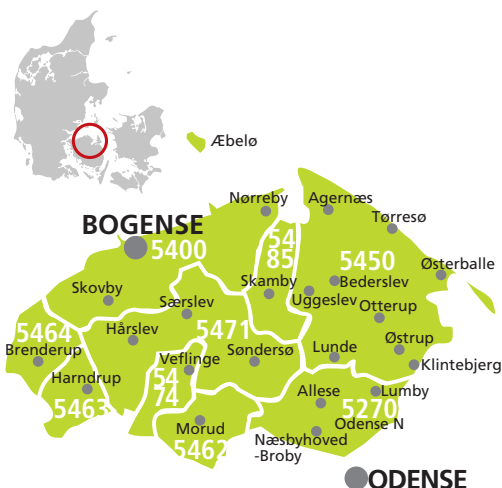 Æbelø
Nørreby
Agernæs
Tørresø
BOGENSE
5400
54
85
5450
Østerballe
Skovby
Skamby
Bederslev
Uggeslev
Særslev
Otterup
5464
Hårslev
5471
Brenderup
Veflinge
Søndersø
Lunde
Østrup
Klintebjerg
Harndrup
54
74
5463
Allese
Lumby
5270
Morud
5462
Odense N
Næsbyhoved
-Broby
ODENSE